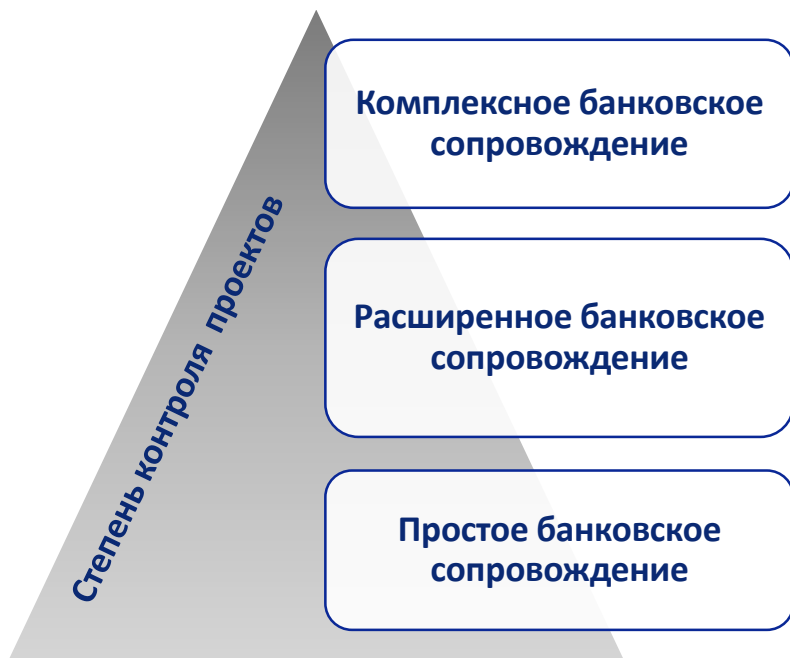 Комплексное банковское
сопровождение
Степень контроля проектов
Расширенное банковское
сопровождение
Простое банковское
сопровождение